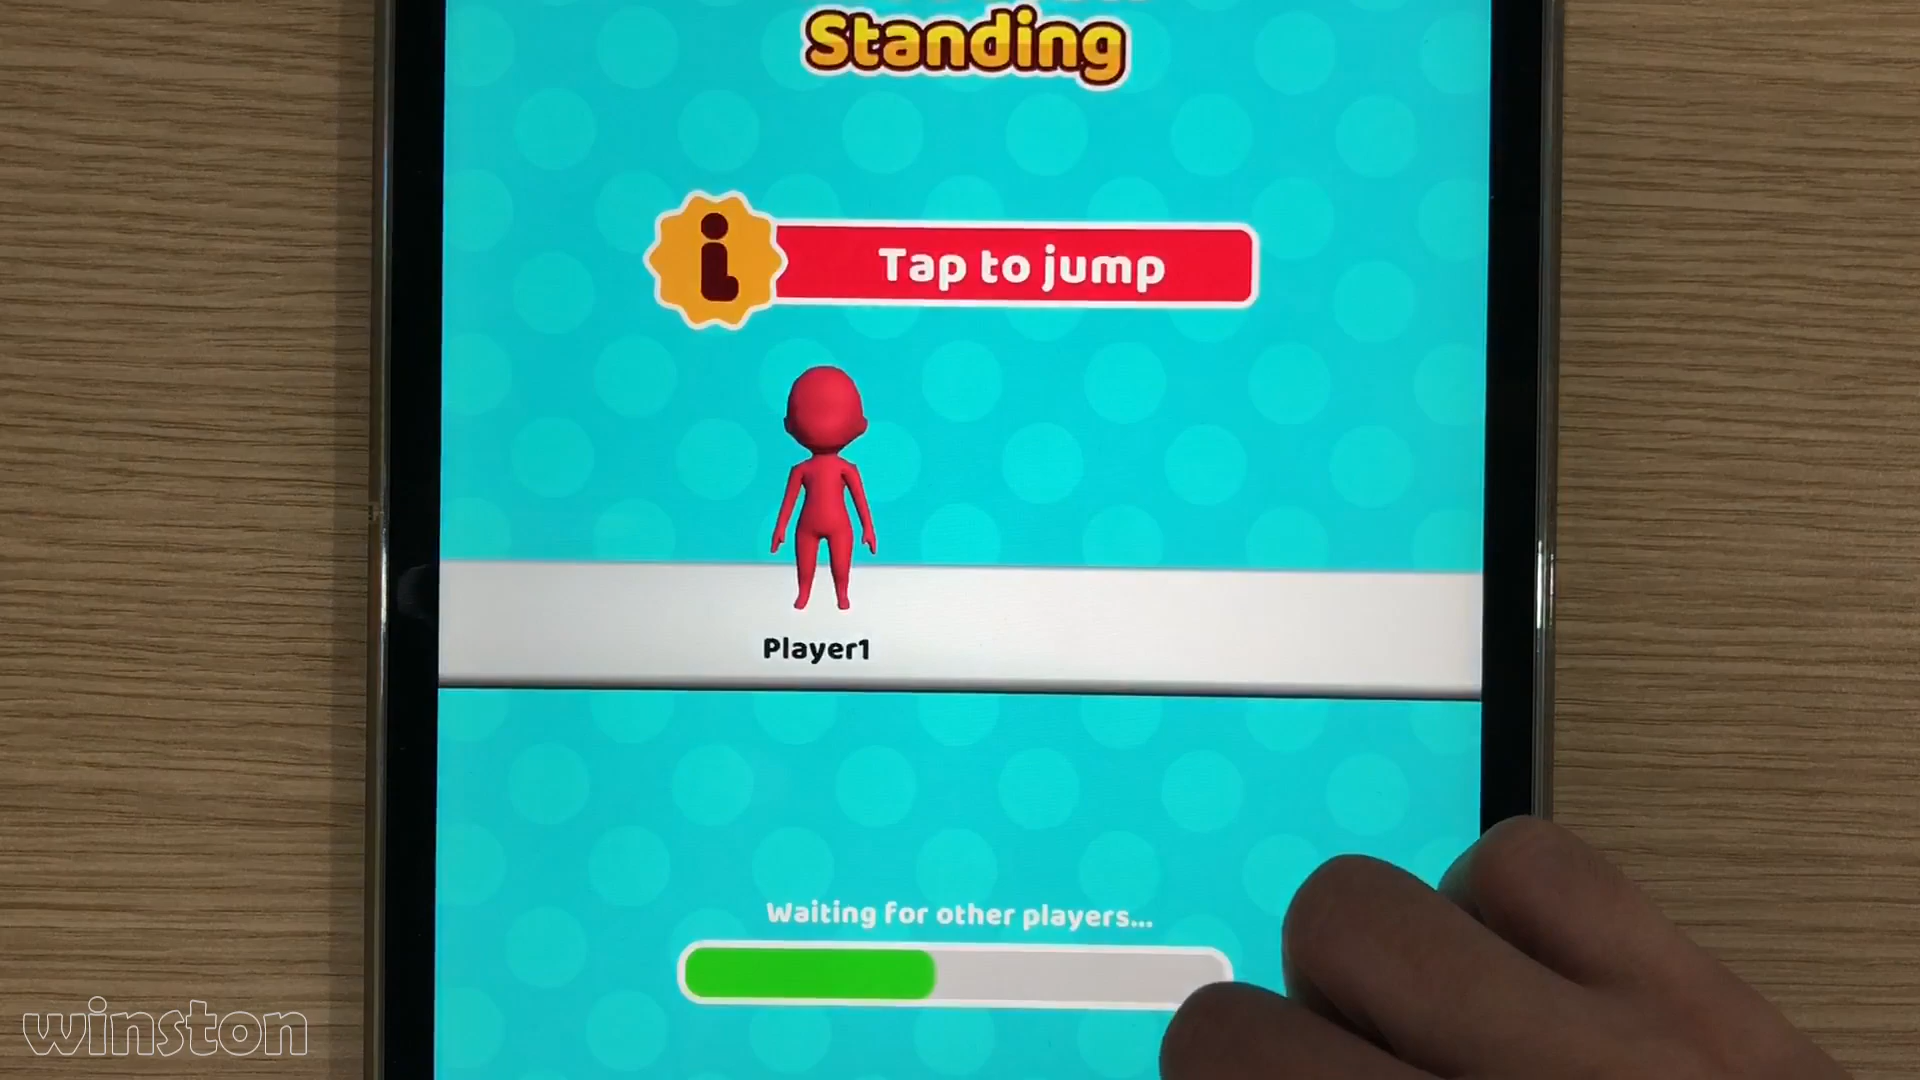 Standing
Tap to jump
Player1
Waiting for other players...
winston